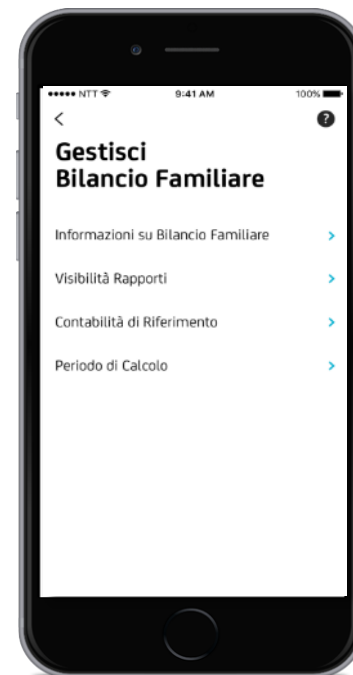 NTT 9:41 AM 100%
?
Gestisci
Bilancio Familiare
Informazioni su Bilancio Familiare
Visibilità Rapporti
Contabilità di Riferimento
Periodo di Calcolo